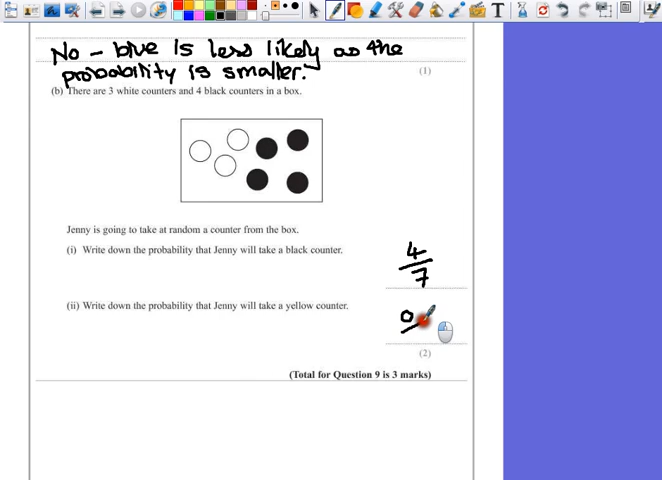 No - blue is less likely as the
probability is smaller.
(1)
(b) There are 3 white counters and 4 black counters in a box.
Jenny is going to take at random a counter from the box.
(i) Write down the probability that Jenny will take a black counter.
4
7
(ii) Write down the probability that Jenny will take a yellow counter.
0
(2)
(Total for Question 9 is 3 marks)